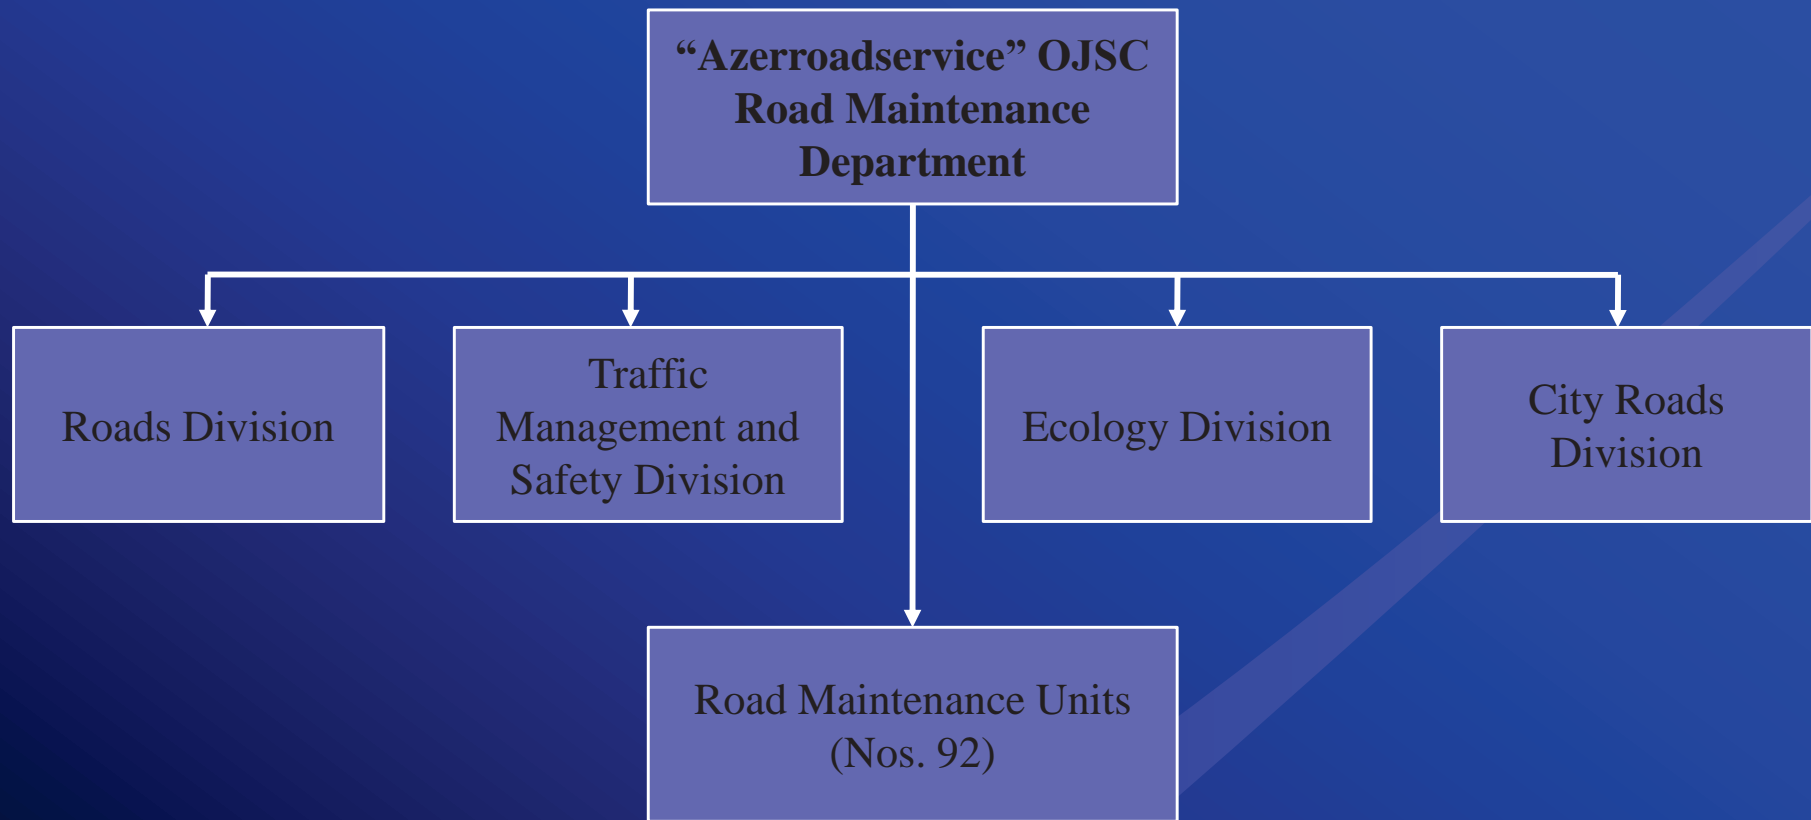 “Azerroadservice” OJSC
Road Maintenance
Department
Roads Division
Traffic
Management and
Safety Division
Ecology Division
City Roads
Division
Road Maintenance Units
(Nos. 92)